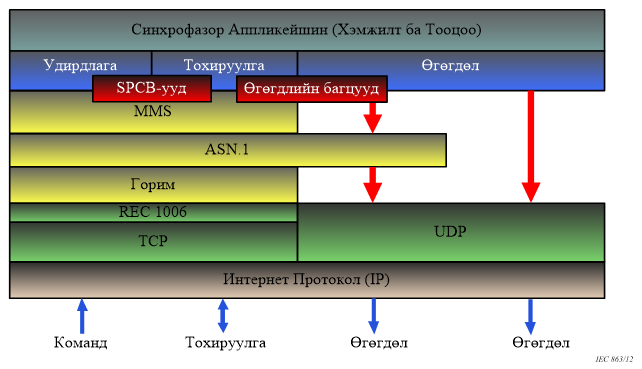 Синхрофазор Аппликейшин (Хэмжилт ба Тооцоо)
Удирдлага Тохируулга Өгөгдөл
SPCB-ууд Өгөгдлийн багцууд
MMS
ASN.1
Горим
REC 1006
TCP UDP
Интернет Протокол (IP)
Команд Тохируулга Өгөгдөл Өгөгдөл
IEC 863/12